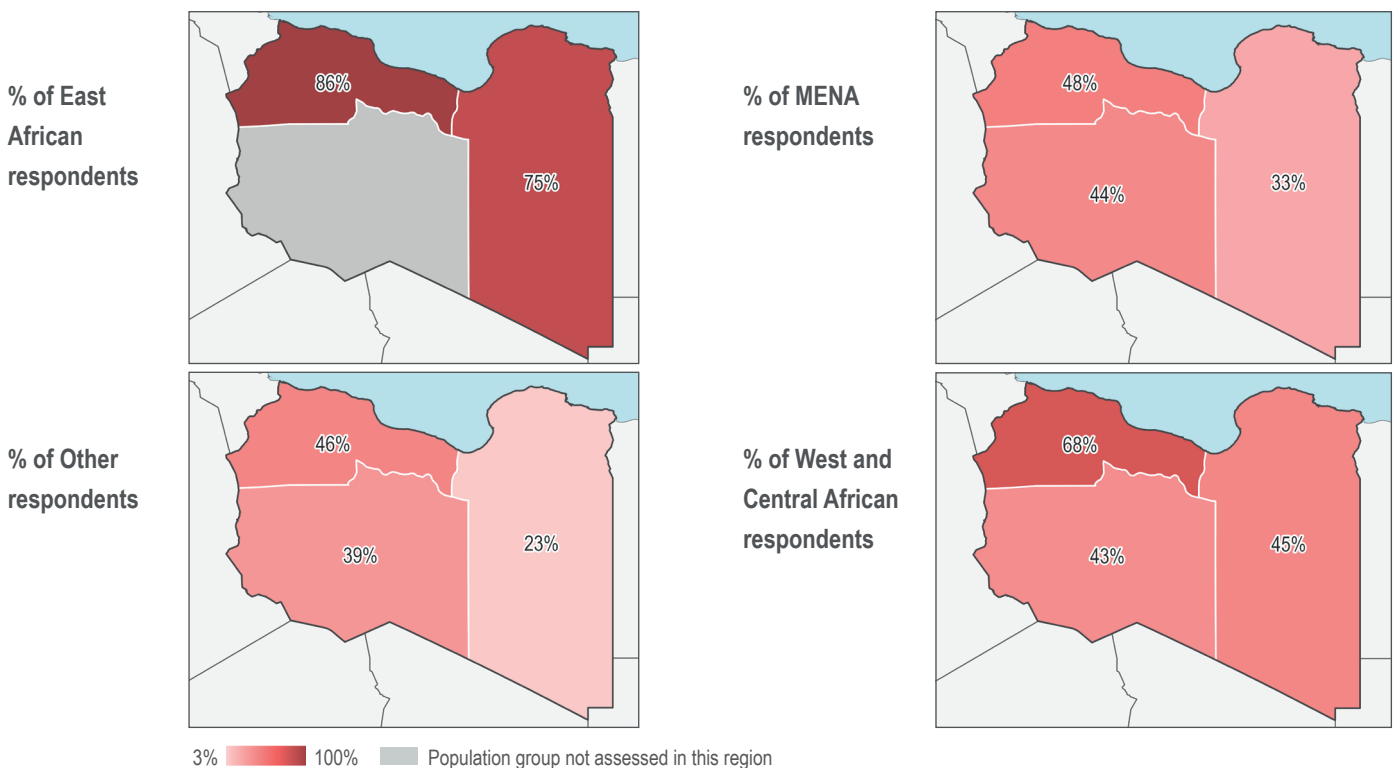 % of East
African
respondents
86%
75%
% of MENA
respondents
48%
44%
33%
% of Other
respondents
46%
39%
23%
% of West and
Central African
respondents
68%
43%
45%
3% 100% Population group not assessed in this region